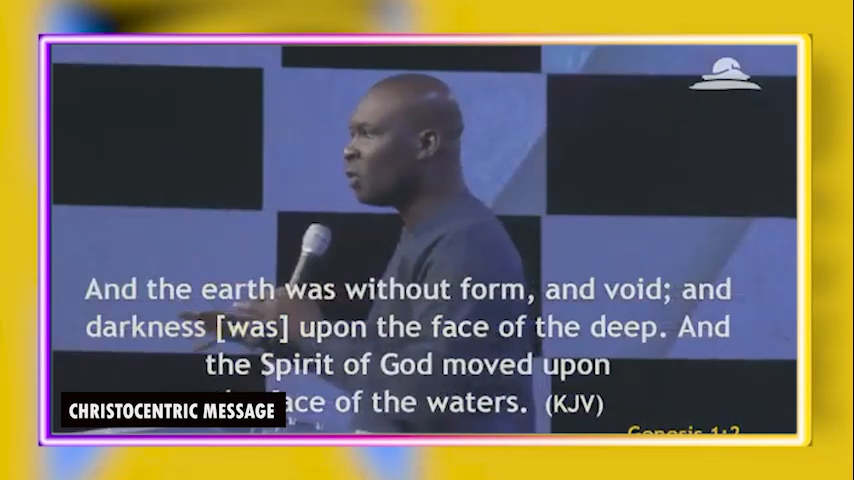 And the earth was without form, and void; and
darkness [was] upon the face of the deep. And
the Spirit of God moved upon
face of the waters. (KJV)
CHRISTOCENTRIC MESSAGE
Genesis 1:2